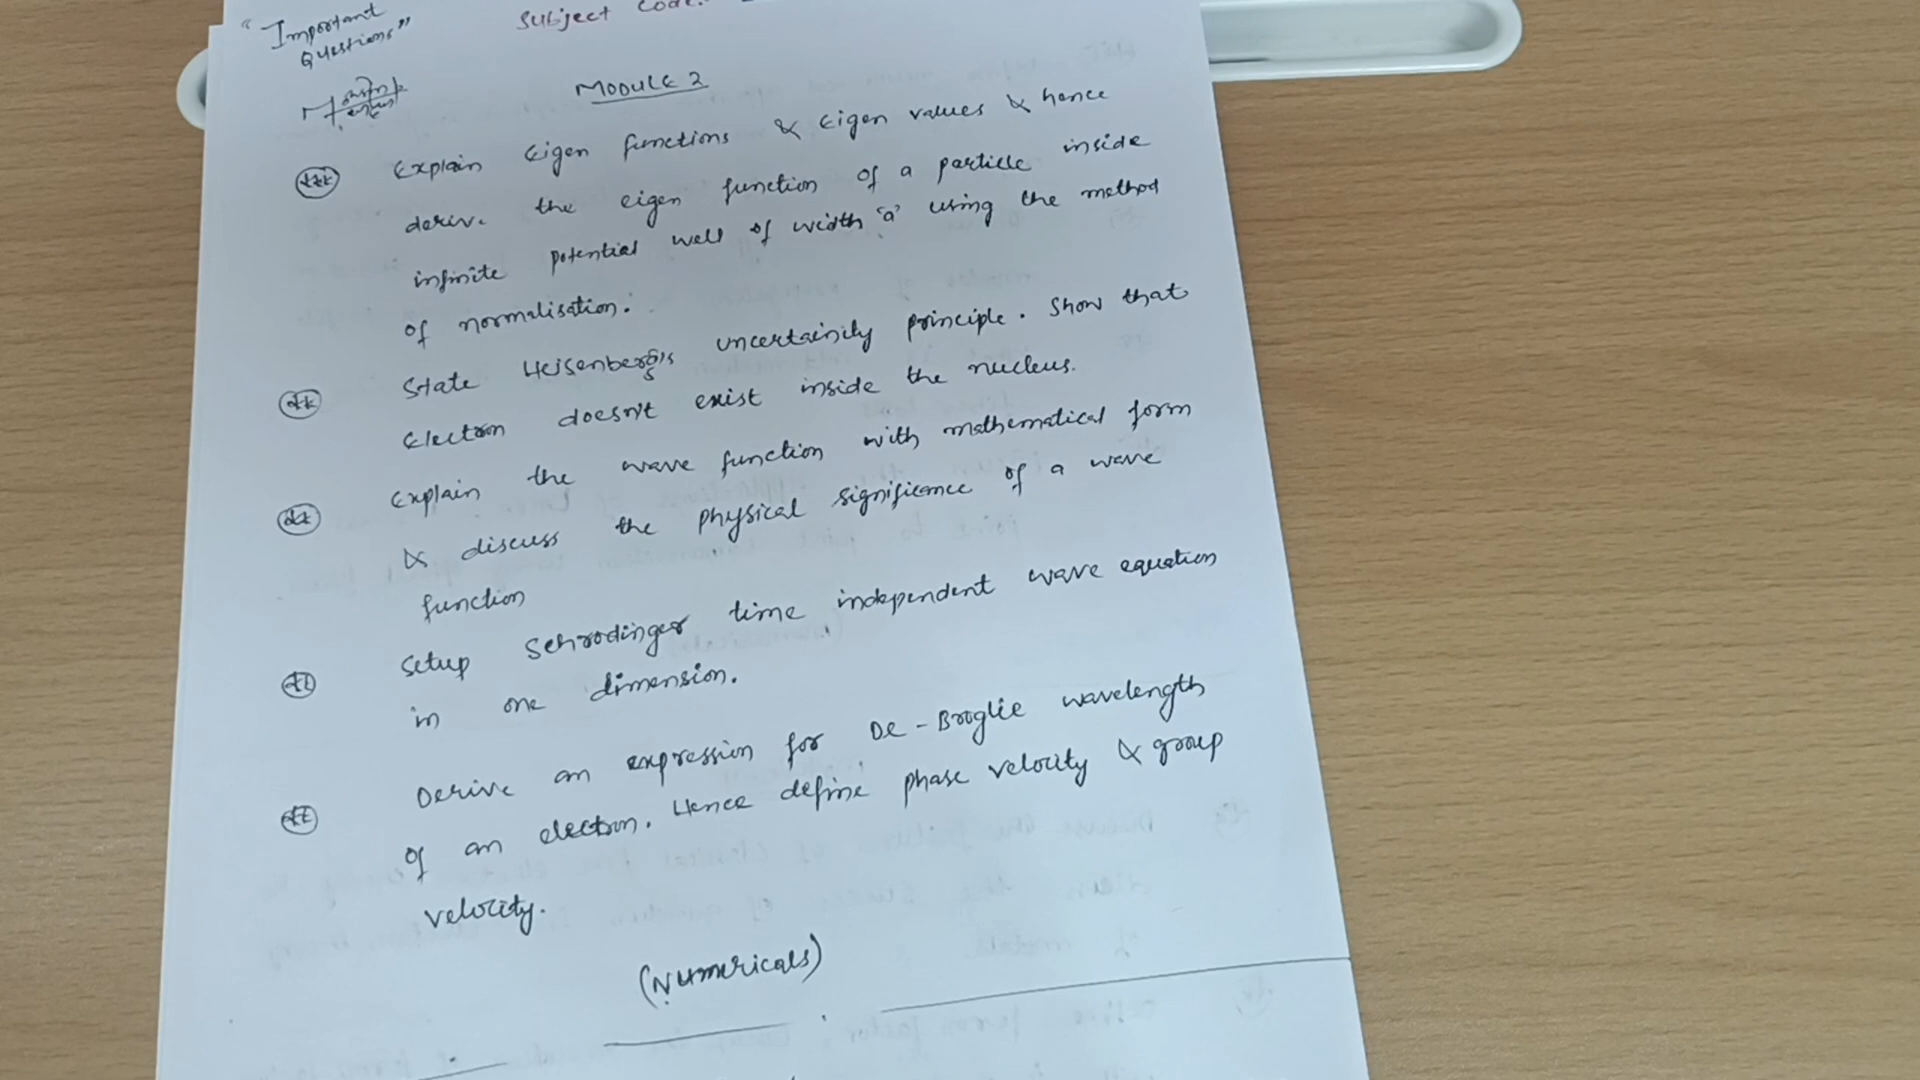 "Important
Questions"
Subject Code:
Module 2
Explain Eigen functions & Eigen values & hence
derive the eigen function of a particle inside
infinite potential well of width 'a' using the method
of normalisation.
State Heisenberg's uncertainity principle. Show that
Electron doesn't exist inside the nucleus.
Explain the wave function with mathematical form
& discuss the physical significance of a wave
function
Setup Schrodinger time independent wave equation
in one dimension.
Derive an expression for De-Broglie wavelength
of an electron. Hence define phase velocity & group
velocity.
(Numericals)